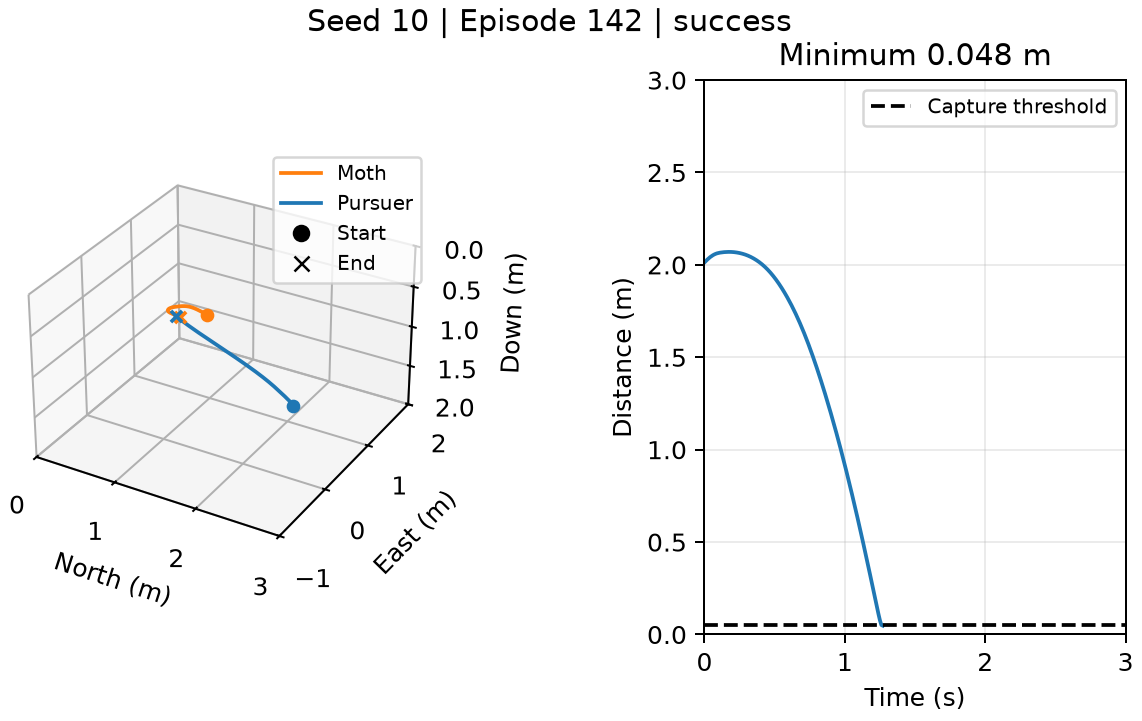 Seed 10 | Episode 142 | success
Moth
Pursuer
Start
End
0.0
0.5
1.0
1.5
2.0
Down (m)
2
1
0
−1
East (m)
0
1
2
3
North (m)
Minimum 0.048 m
Capture threshold
3.0
2.5
2.0
1.5
1.0
0.5
0.0
Distance (m)
0
1
2
3
Time (s)